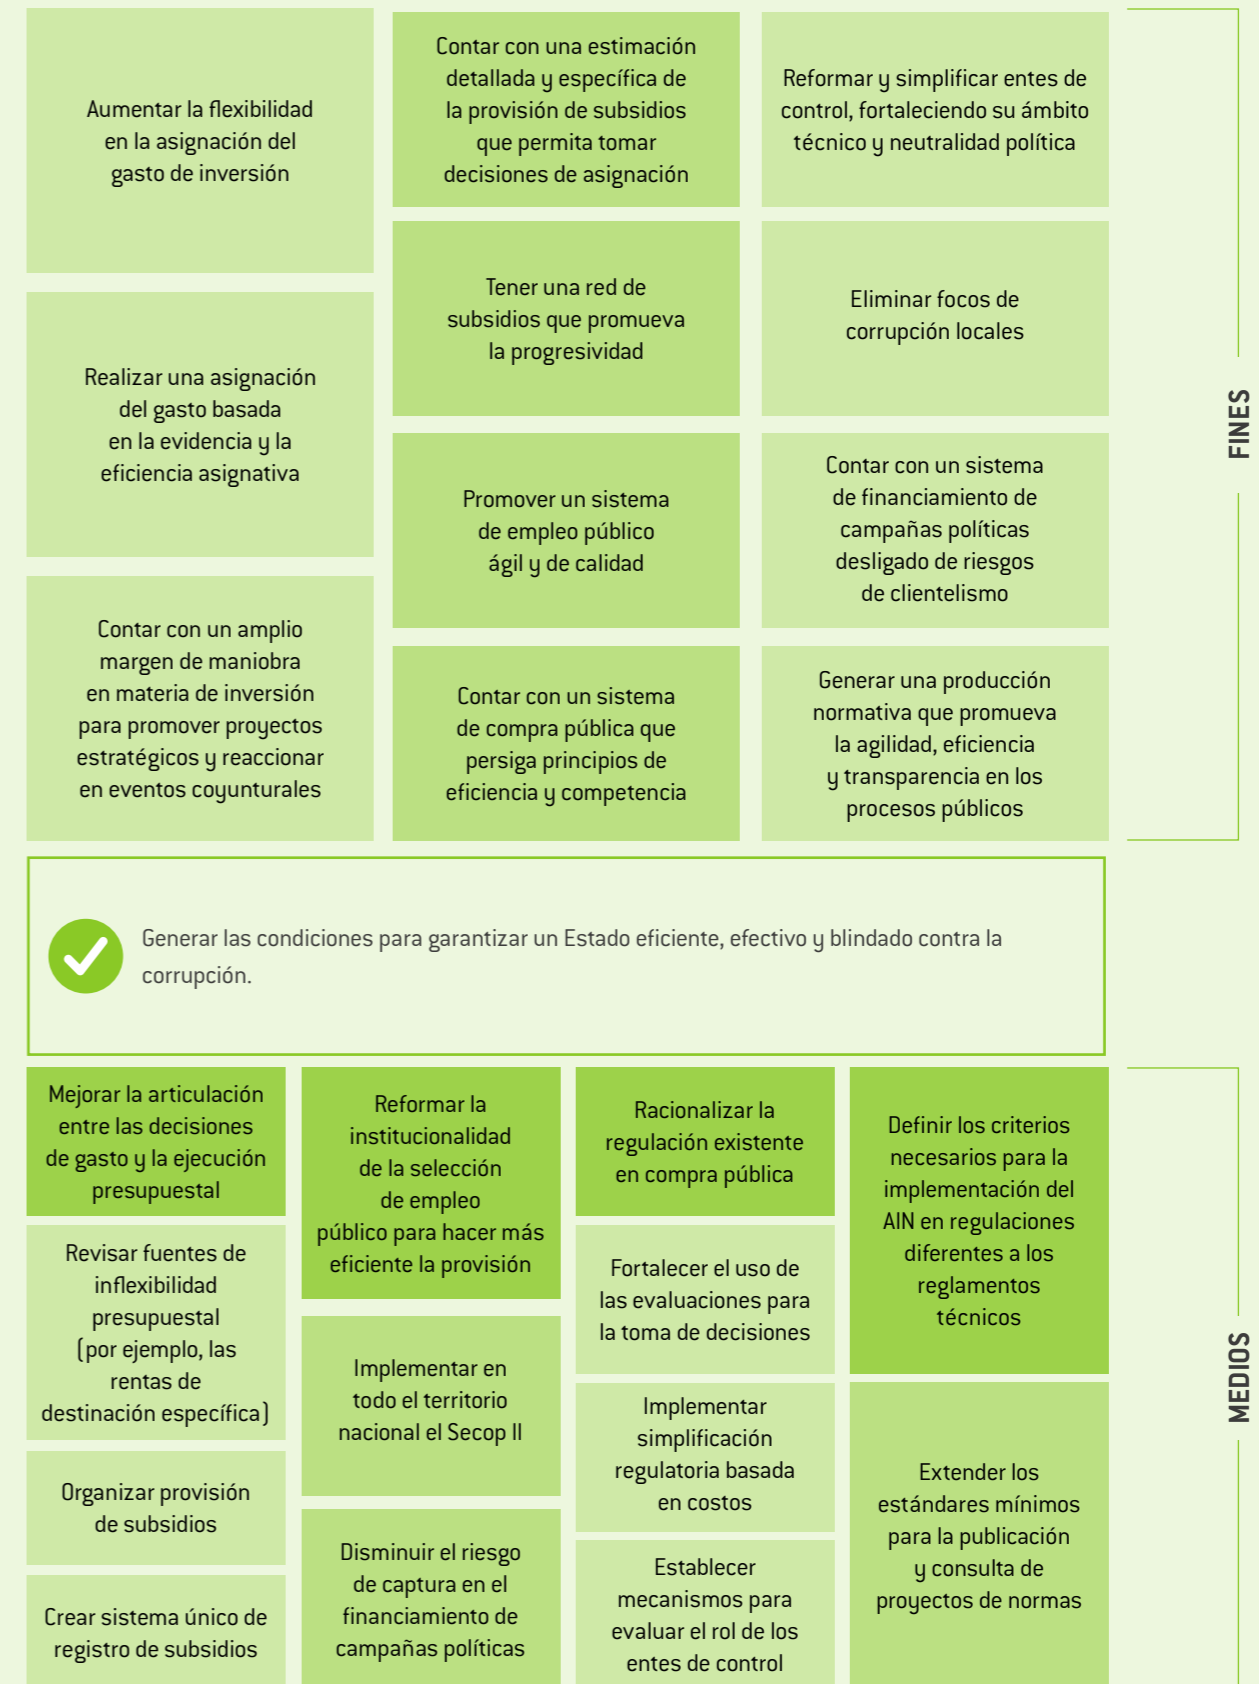 Aumentar la flexibilidad
en la asignación del
gasto de inversión
Realizar una asignación
del gasto basada
en la evidencia y la
eficiencia asignativa
Contar con un amplio
margen de maniobra
en materia de inversión
para promover proyectos
estratégicos y reaccionar
en eventos coyunturales
Contar con una estimación
detallada y específica de
la provisión de subsidios
que permita tomar
decisiones de asignación
Tener una red de
subsidios que promueva
la progresividad
Promover un sistema
de empleo público
ágil y de calidad
Contar con un sistema
de compra pública que
persiga principios de
eficiencia y competencia
Reformar y simplificar entes de
control, fortaleciendo su ámbito
técnico y neutralidad política
Eliminar focos de
corrupción locales
Contar con un sistema
de financiamiento de
campañas políticas
desligado de riesgos
de clientelismo
Generar una producción
normativa que promueva
la agilidad, eficiencia
y transparencia en los
procesos públicos
FINES
Generar las condiciones para garantizar un Estado eficiente, efectivo y blindado contra la
corrupción.
Mejorar la articulación
entre las decisiones
de gasto y la ejecución
presupuestal
Revisar fuentes de
inflexibilidad
presupuestal
(por ejemplo, las
rentas de
destinación específica)
Organizar provisión
de subsidios
Crear sistema único de
registro de subsidios
Reformar la
institucionalidad
de la selección
de empleo
público para hacer más
eficiente la provisión
Implementar en
todo el territorio
nacional el Secop II
Disminuir el riesgo
de captura en el
financiamiento de
campañas políticas
Racionalizar la
regulación existente
en compra pública
Fortalecer el uso de
las evaluaciones para
la toma de decisiones
Implementar
simplificación
regulatoria basada
en costos
Establecer
mecanismos para
evaluar el rol de los
entes de control
Definir los criterios
necesarios para la
implementación del
AIN en regulaciones
diferentes a los
reglamentos
técnicos
Extender los
estándares mínimos
para la publicación
y consulta de
proyectos de normas
MEDIOS